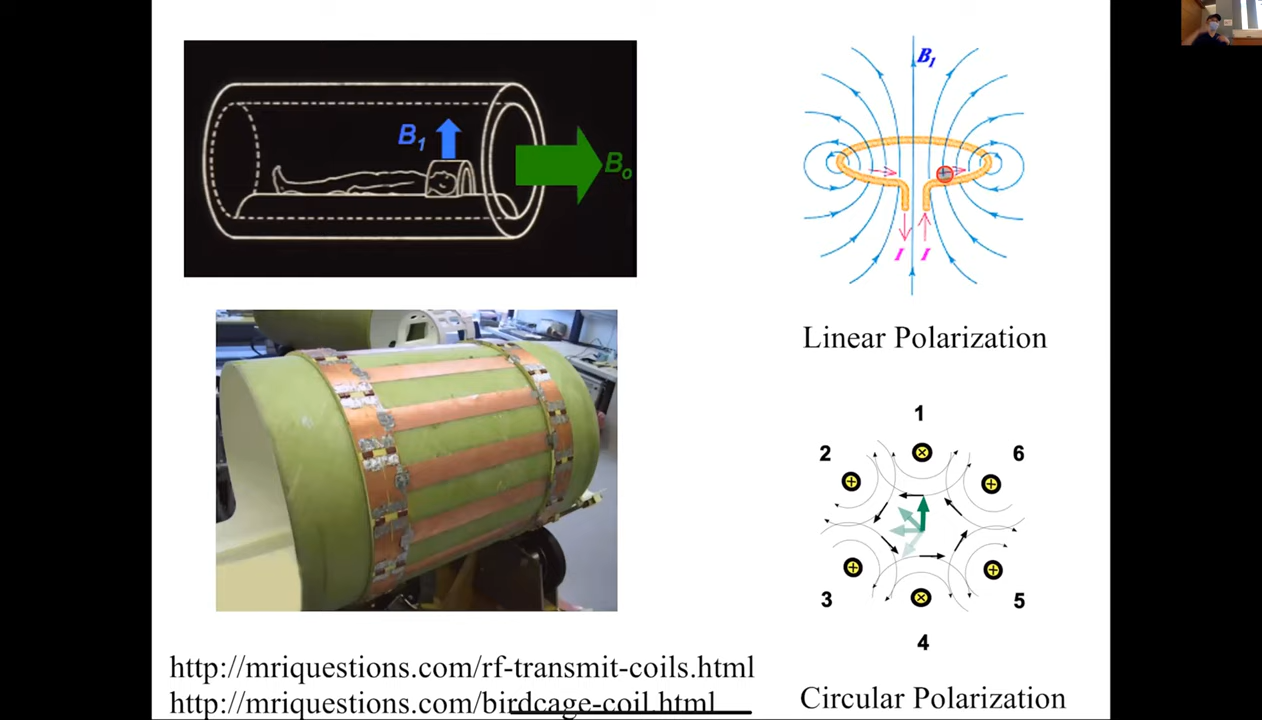 B₁
B₀
B₁
I I
Linear Polarization
1
2 6
3 5
4
http://mriquestions.com/rf-transmit-coils.html
http://mriquestions.com/birdcage-coil.html
Circular Polarization